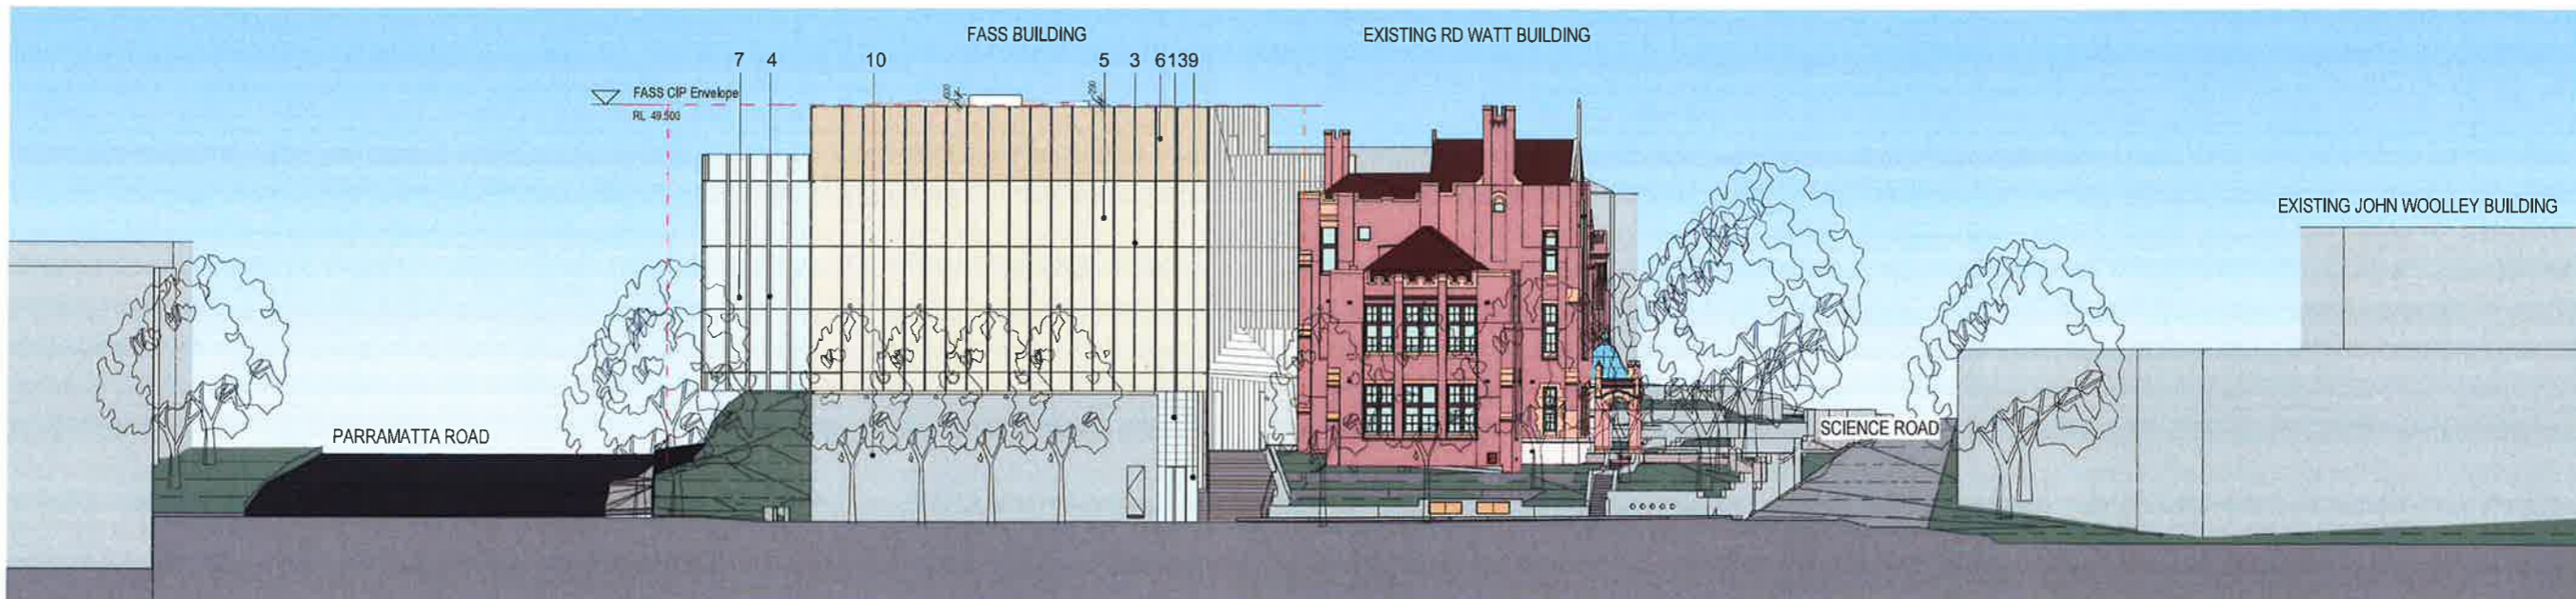 FASS BUILDING
EXISTING RD WATT BUILDING
7 4 10 5 3 6 13 9
FASS CIP Envelope
RL 49.500
EXISTING JOHN WOOLLEY BUILDING
PARRAMATTA ROAD
SCIENCE ROAD